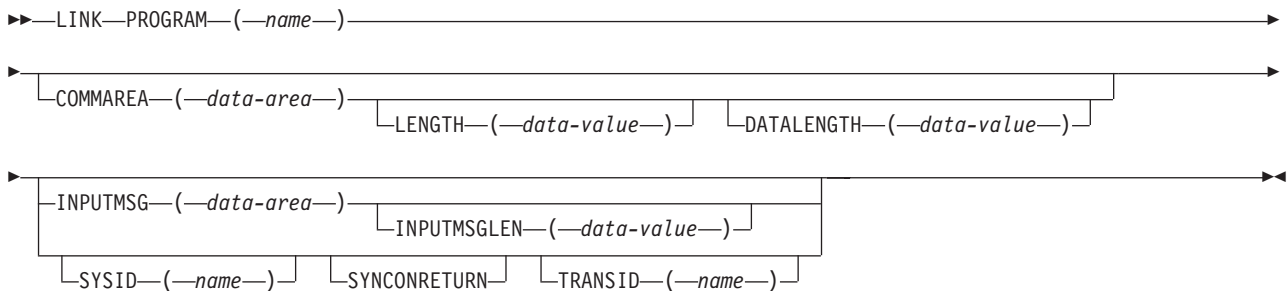 LINK PROGRAM ( name )
COMMAREA ( data-area )
LENGTH ( data-value ) DATALENGTH ( data-value )
INPUTMSG ( data-area )
INPUTMSGLEN ( data-value )
SYSID ( name ) SYNCONRETURN TRANSID ( name )